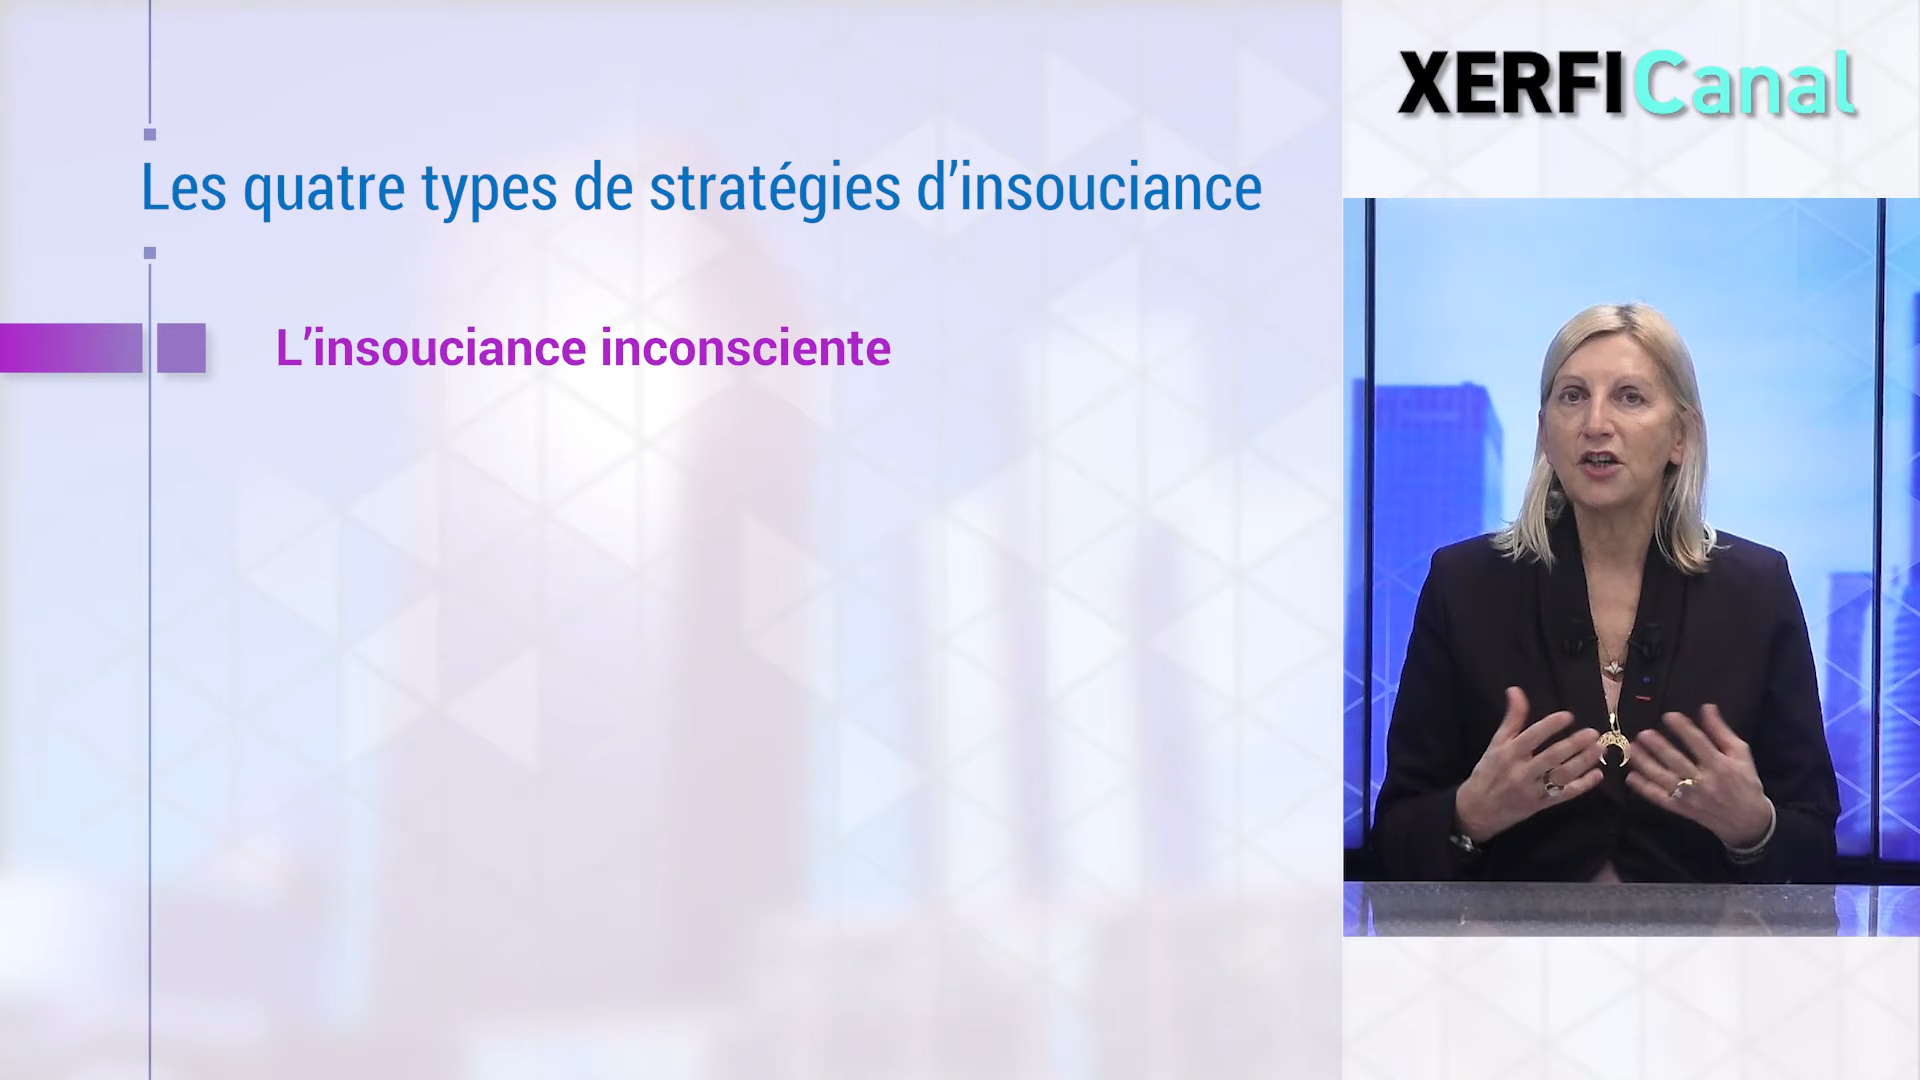 Les quatre types de stratégies d’insouciance
L’insouciance inconsciente
XERFI Canal